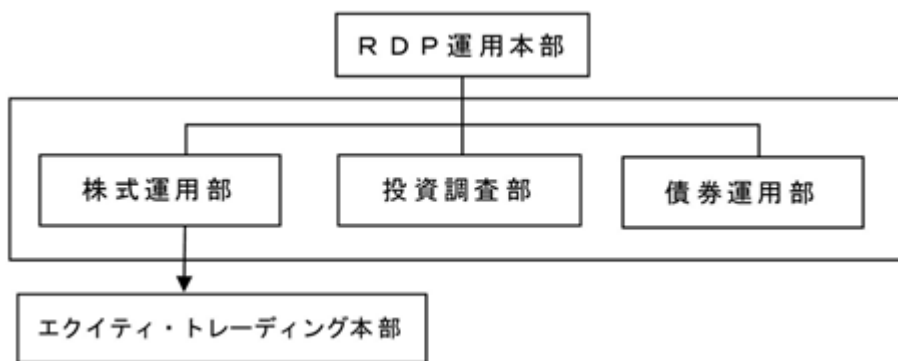 ＲＤＰ運用本部
株式運用部
投資調査部
債券運用部
エクイティ・トレーディング本部